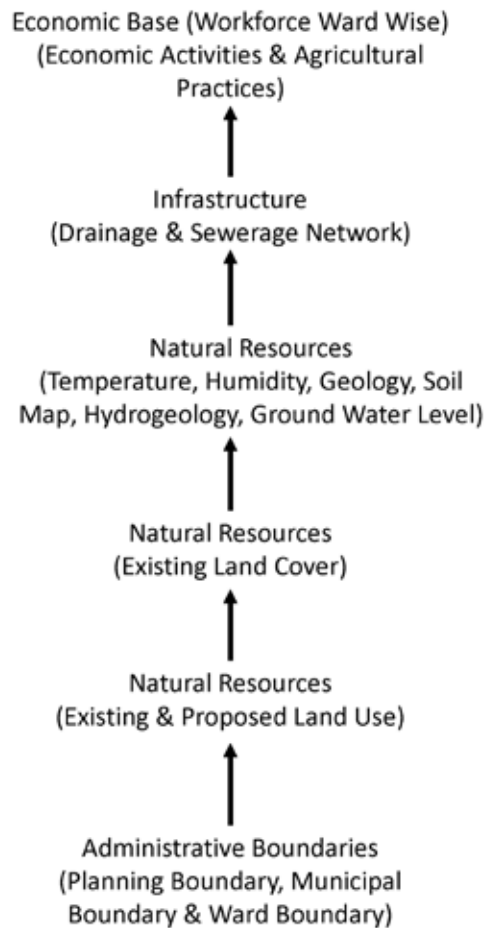 Economic Base (Workforce Ward Wise)
(Economic Activities & Agricultural
Practices)
Infrastructure
(Drainage & Sewerage Network)
Natural Resources
(Temperature, Humidity, Geology, Soil
Map, Hydrogeology, Ground Water Level)
Natural Resources
(Existing Land Cover)
Natural Resources
(Existing & Proposed Land Use)
Administrative Boundaries
(Planning Boundary, Municipal
Boundary & Ward Boundary)